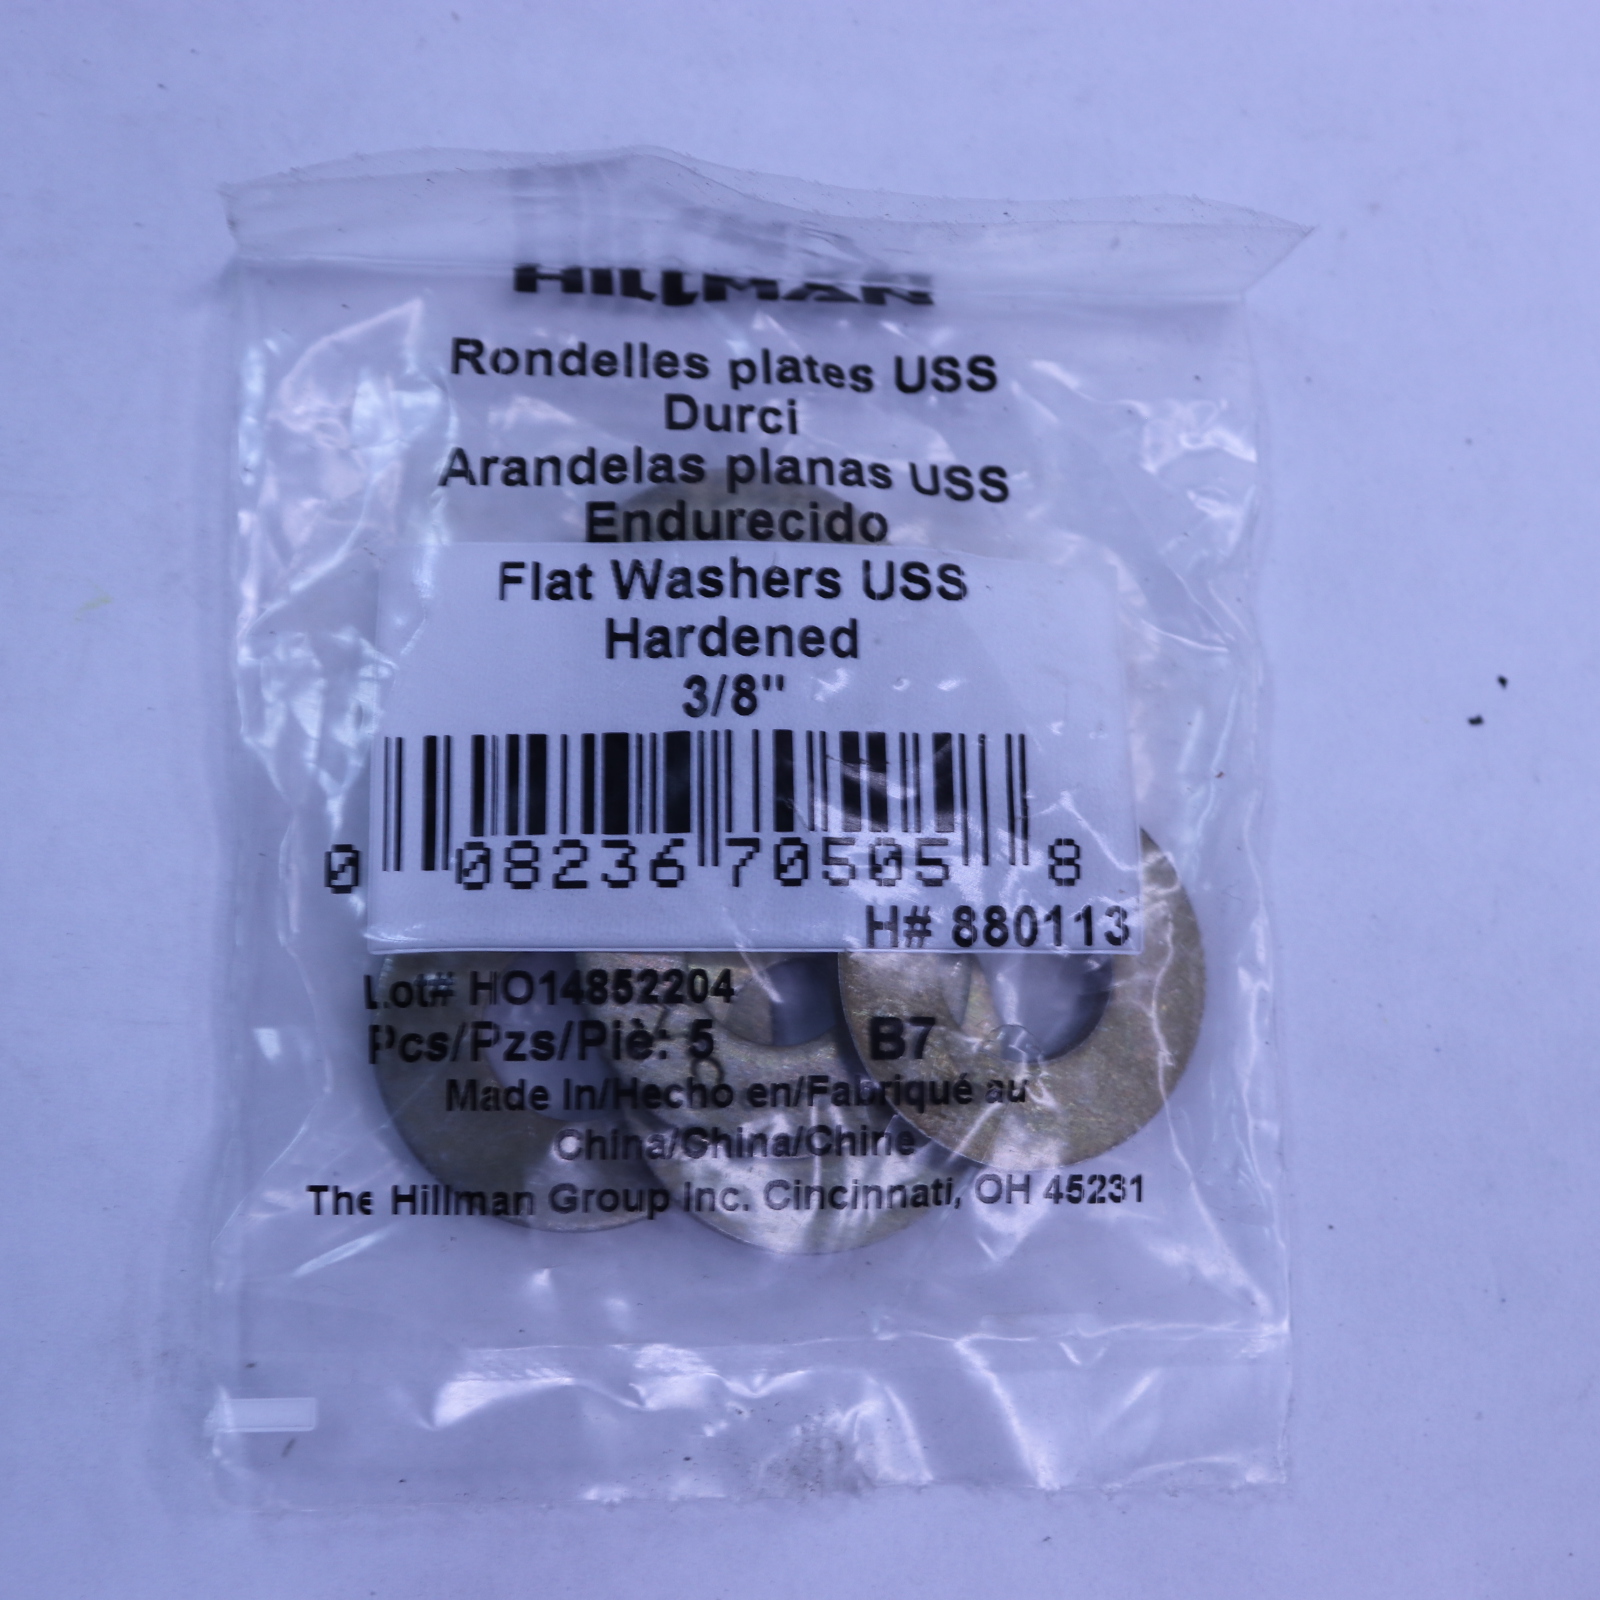 HILLMAN
Rondelles plates USS
Durci
Arandelas planas USS
Endurecido
Flat Washers USS
Hardened
3/8"
0 08236 70505 8
H# 880113
Lot# HO14852204
Pcs/Pzs/Piè: 5 B7
Made In/Hecho en/Fabriqué au
China/China/Chine
The Hillman Group Inc. Cincinnati, OH 45231